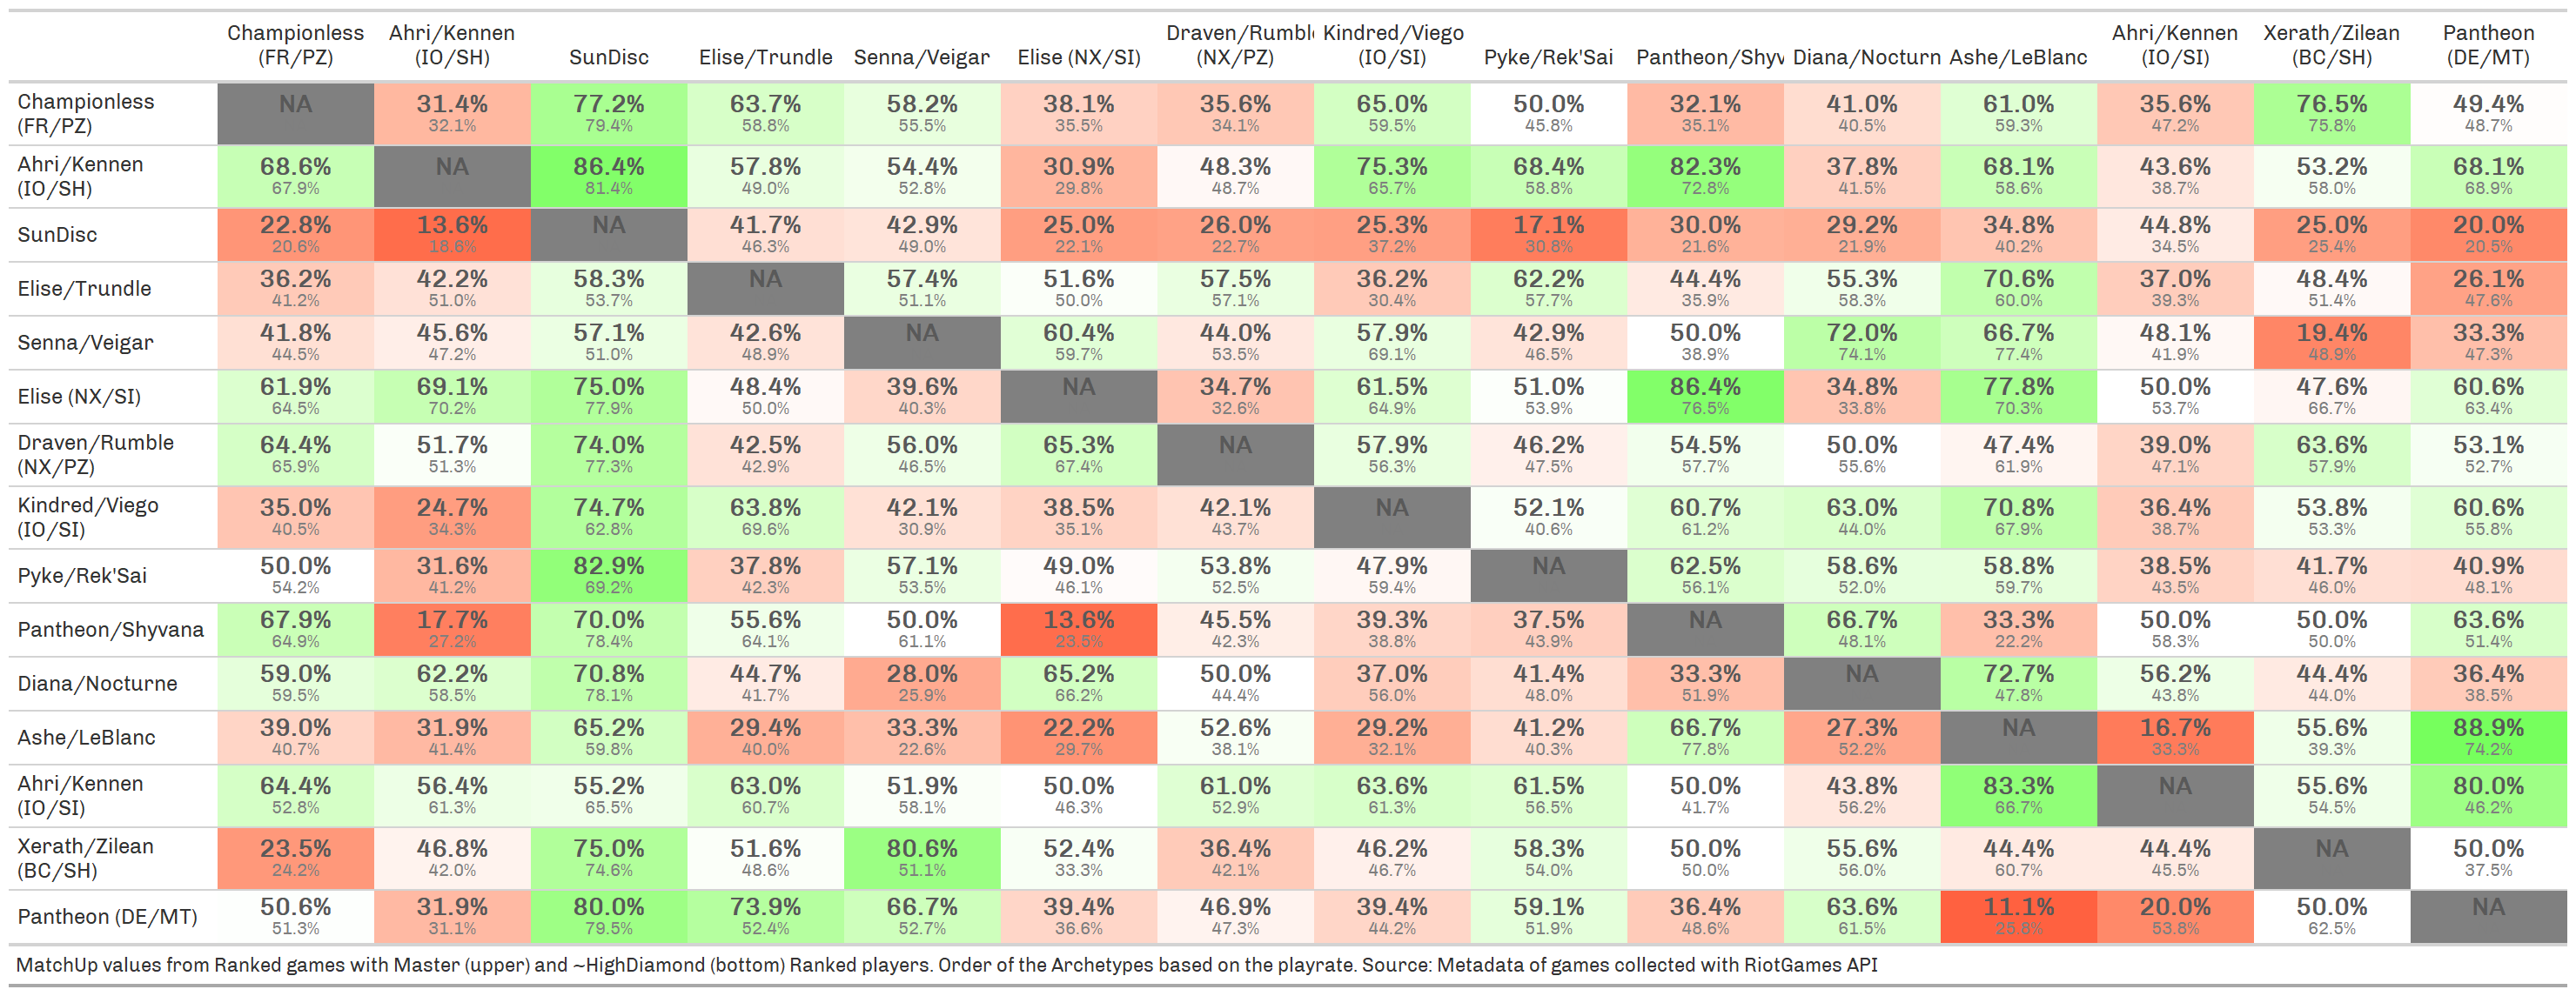 Championless (FR/PZ) Ahri/Kennen (IO/SH) SunDisc Elise/Trundle Senna/Veigar Elise (NX/SI) Draven/Rumbl (NX/PZ) Kindred/Viego (IO/SI) Pyke/Rek'Sai Pantheon/Shyv Diana/Nocturn Ashe/LeBlanc Ahri/Kennen (IO/SI) Xerath/Zilean (BC/SH) Pantheon (DE/MT)
Championless (FR/PZ) NA 31.4% 77.2% 63.7% 58.2% 38.1% 35.6% 65.0% 50.0% 32.1% 41.0% 61.0% 35.6% 76.5% 49.4%
32.1% 79.4% 58.8% 55.5% 35.5% 34.1% 59.5% 45.8% 35.1% 40.5% 59.3% 47.2% 75.8% 48.7%
Ahri/Kennen (IO/SH) 68.6% NA 86.4% 57.8% 54.4% 30.9% 48.3% 75.3% 68.4% 82.3% 37.8% 68.1% 43.6% 53.2% 68.1%
67.9% 81.4% 49.0% 52.8% 29.8% 48.7% 65.7% 58.8% 72.8% 41.5% 58.6% 38.7% 58.0% 68.9%
SunDisc 22.8% 13.6% NA 41.7% 42.9% 25.0% 26.0% 25.3% 17.1% 30.0% 29.2% 34.8% 44.8% 25.0% 20.0%
20.6% 18.6% 46.3% 49.0% 22.1% 22.7% 37.2% 30.8% 21.6% 21.9% 40.2% 34.5% 25.4% 20.5%
Elise/Trundle 36.2% 42.2% 58.3% NA 57.4% 51.6% 57.5% 36.2% 62.2% 44.4% 55.3% 70.6% 37.0% 48.4% 26.1%
41.2% 51.0% 53.7% 51.1% 50.0% 57.1% 30.4% 57.7% 35.9% 58.3% 60.0% 39.3% 51.4% 47.6%
Senna/Veigar 41.8% 45.6% 57.1% 42.6% NA 60.4% 44.0% 57.9% 42.9% 50.0% 72.0% 66.7% 48.1% 19.4% 33.3%
44.5% 47.2% 51.0% 48.9% 59.7% 53.5% 69.1% 46.5% 38.9% 74.1% 77.4% 41.9% 48.9% 47.3%
Elise (NX/SI) 61.9% 69.1% 75.0% 48.4% 39.6% NA 34.7% 61.5% 51.0% 86.4% 34.8% 77.8% 50.0% 47.6% 60.6%
64.5% 70.2% 77.9% 50.0% 40.3% 32.6% 64.9% 53.9% 76.5% 33.8% 70.3% 53.7% 66.7% 63.4%
Draven/Rumble (NX/PZ) 64.4% 51.7% 74.0% 42.5% 56.0% 65.3% NA 57.9% 46.2% 54.5% 50.0% 47.4% 39.0% 63.6% 53.1%
65.9% 51.3% 77.3% 42.9% 46.5% 67.4% 56.3% 47.5% 57.7% 55.6% 61.9% 47.1% 57.9% 52.7%
Kindred/Viego (IO/SI) 35.0% 24.7% 74.7% 63.8% 42.1% 38.5% 42.1% NA 52.1% 60.7% 63.0% 70.8% 36.4% 53.8% 60.6%
40.5% 34.3% 62.8% 69.6% 30.9% 35.1% 43.7% 40.6% 61.2% 44.0% 67.9% 38.7% 53.3% 55.8%
Pyke/Rek'Sai 50.0% 31.6% 82.9% 37.8% 57.1% 49.0% 53.8% 47.9% NA 62.5% 58.6% 58.8% 38.5% 41.7% 40.9%
54.2% 41.2% 69.2% 42.3% 53.5% 46.1% 52.5% 59.4% 56.1% 52.0% 59.7% 43.5% 46.0% 48.1%
Pantheon/Shyvana 67.9% 17.7% 70.0% 55.6% 50.0% 13.6% 45.5% 39.3% 37.5% NA 66.7% 33.3% 50.0% 50.0% 63.6%
64.9% 27.2% 78.4% 64.1% 61.1% 23.5% 42.3% 38.8% 43.9% 48.1% 22.2% 58.3% 50.0% 51.4%
Diana/Nocturne 59.0% 62.2% 70.8% 44.7% 28.0% 65.2% 50.0% 37.0% 41.4% 33.3% NA 72.7% 56.2% 44.4% 36.4%
59.5% 58.5% 78.1% 41.7% 25.9% 66.2% 44.4% 56.0% 48.0% 51.9% 47.8% 43.8% 44.0% 38.5%
Ashe/LeBlanc 39.0% 31.9% 65.2% 29.4% 33.3% 22.2% 52.6% 29.2% 41.2% 66.7% 27.3% NA 16.7% 55.6% 88.9%
40.7% 41.4% 59.8% 40.0% 22.6% 29.7% 38.1% 32.1% 40.3% 77.8% 52.2% 33.3% 39.3% 74.2%
Ahri/Kennen (IO/SI) 64.4% 56.4% 55.2% 63.0% 51.9% 50.0% 61.0% 63.6% 61.5% 50.0% 43.8% 83.3% NA 55.6% 80.0%
52.8% 61.3% 65.5% 60.7% 58.1% 46.3% 52.9% 61.3% 56.5% 41.7% 56.2% 66.7% 54.5% 46.2%
Xerath/Zilean (BC/SH) 23.5% 46.8% 75.0% 51.6% 80.6% 52.4% 36.4% 46.2% 58.3% 50.0% 55.6% 44.4% 44.4% NA 50.0%
24.2% 42.0% 74.6% 48.6% 51.1% 33.3% 42.1% 46.7% 54.0% 50.0% 56.0% 60.7% 45.5% 37.5%
Pantheon (DE/MT) 50.6% 31.9% 80.0% 73.9% 66.7% 39.4% 46.9% 39.4% 59.1% 36.4% 63.6% 11.1% 20.0% 50.0% NA
51.3% 31.1% 79.5% 52.4% 52.7% 36.6% 47.3% 44.2% 51.9% 48.6% 61.5% 25.8% 53.8% 62.5%
MatchUp values from Ranked games with Master (upper) and ~HighDiamond (bottom) Ranked players. Order of the Archetypes based on the playrate. Source: Metadata of games collected with RiotGames API